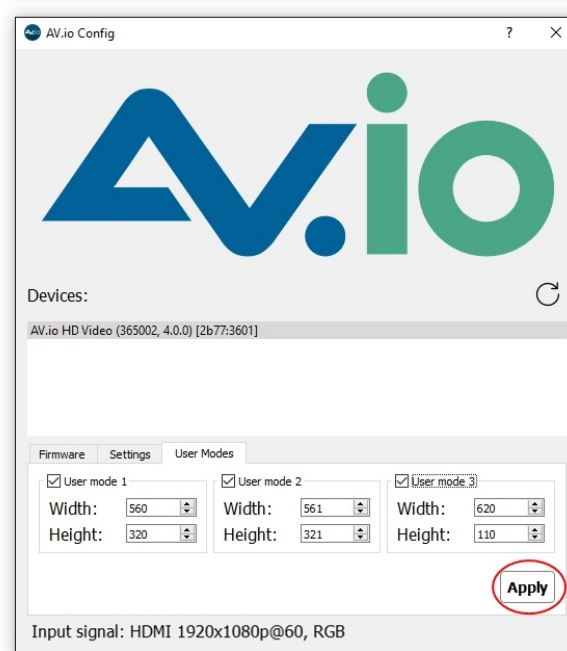 AV.io AV.io Config ? ×
AV.io
Devices:
AV.io HD Video (365002, 4.0.0) [2b77:3601]
Firmware Settings User Modes
User mode 1 User mode 2 User mode 3
Width: 560 Width: 561 Width: 620
Height: 320 Height: 321 Height: 110
Apply
Input signal: HDMI 1920x1080p@60, RGB